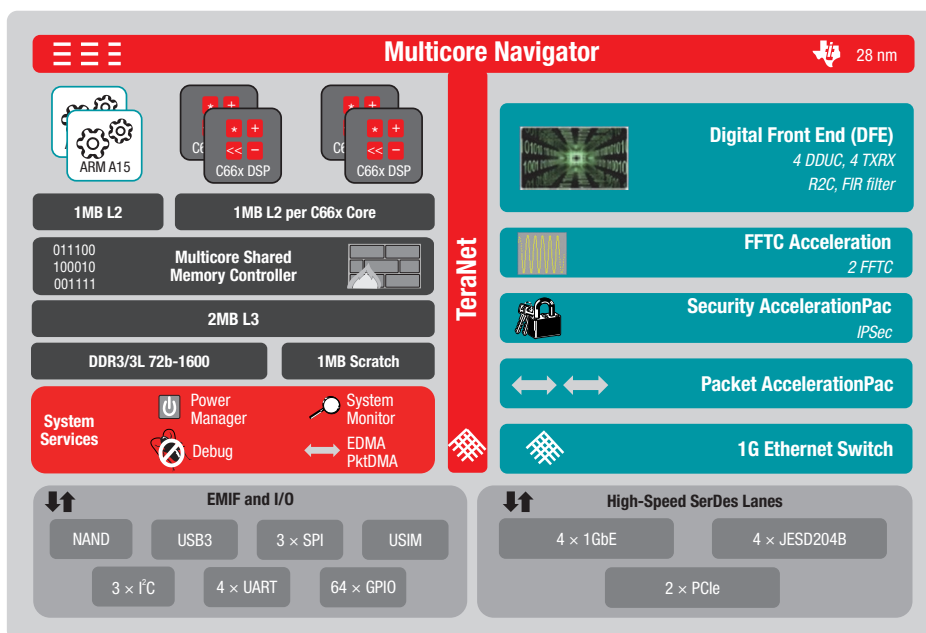 Multicore Navigator
28 nm
ARM A15
C66x DSP
C66x DSP
1MB L2
1MB L2 per C66x Core
011100
100010
001111
Multicore Shared
Memory Controller
2MB L3
DDR3/3L 72b-1600
1MB Scratch
System
Services
Power
Manager
System
Monitor
Debug
EDMA
PktDMA
TeraNet
Digital Front End (DFE)
4 DDUC, 4 TXRX
R2C, FIR filter
FFTC Acceleration
2 FFTC
Security AccelerationPac
IPSec
Packet AccelerationPac
1G Ethernet Switch
EMIF and I/O
NAND
USB3
3 × SPI
USIM
3 × I²C
4 × UART
64 × GPIO
High-Speed SerDes Lanes
4 × 1GbE
4 × JESD204B
2 × PCIe